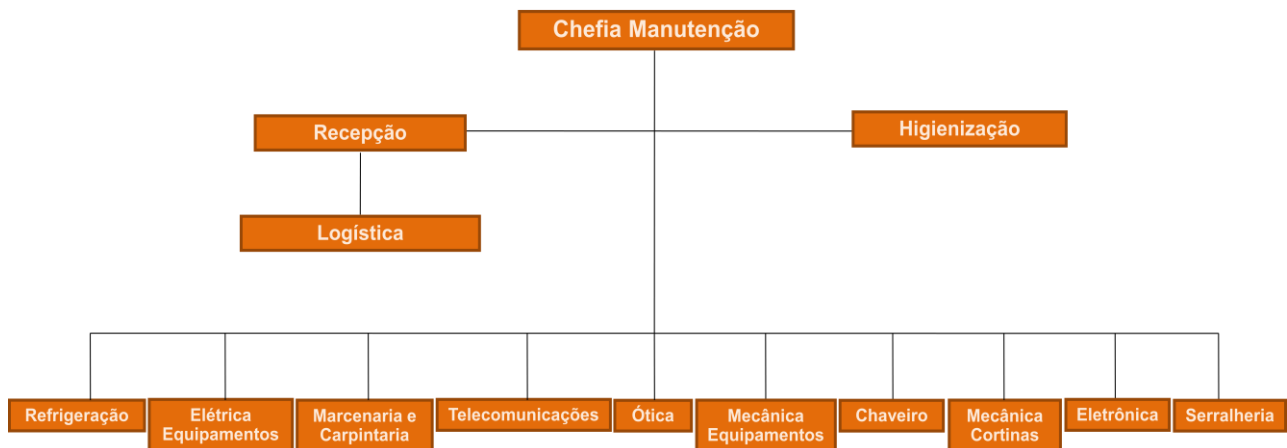 Chefia Manutenção
Recepção
Higienização
Logística
Refrigeração
Elétrica
Equipamentos
Marcenaria e
Carpintaria
Telecomunicações
Ótica
Mecânica
Equipamentos
Chaveiro
Mecânica
Cortinas
Eletrônica
Serralheria